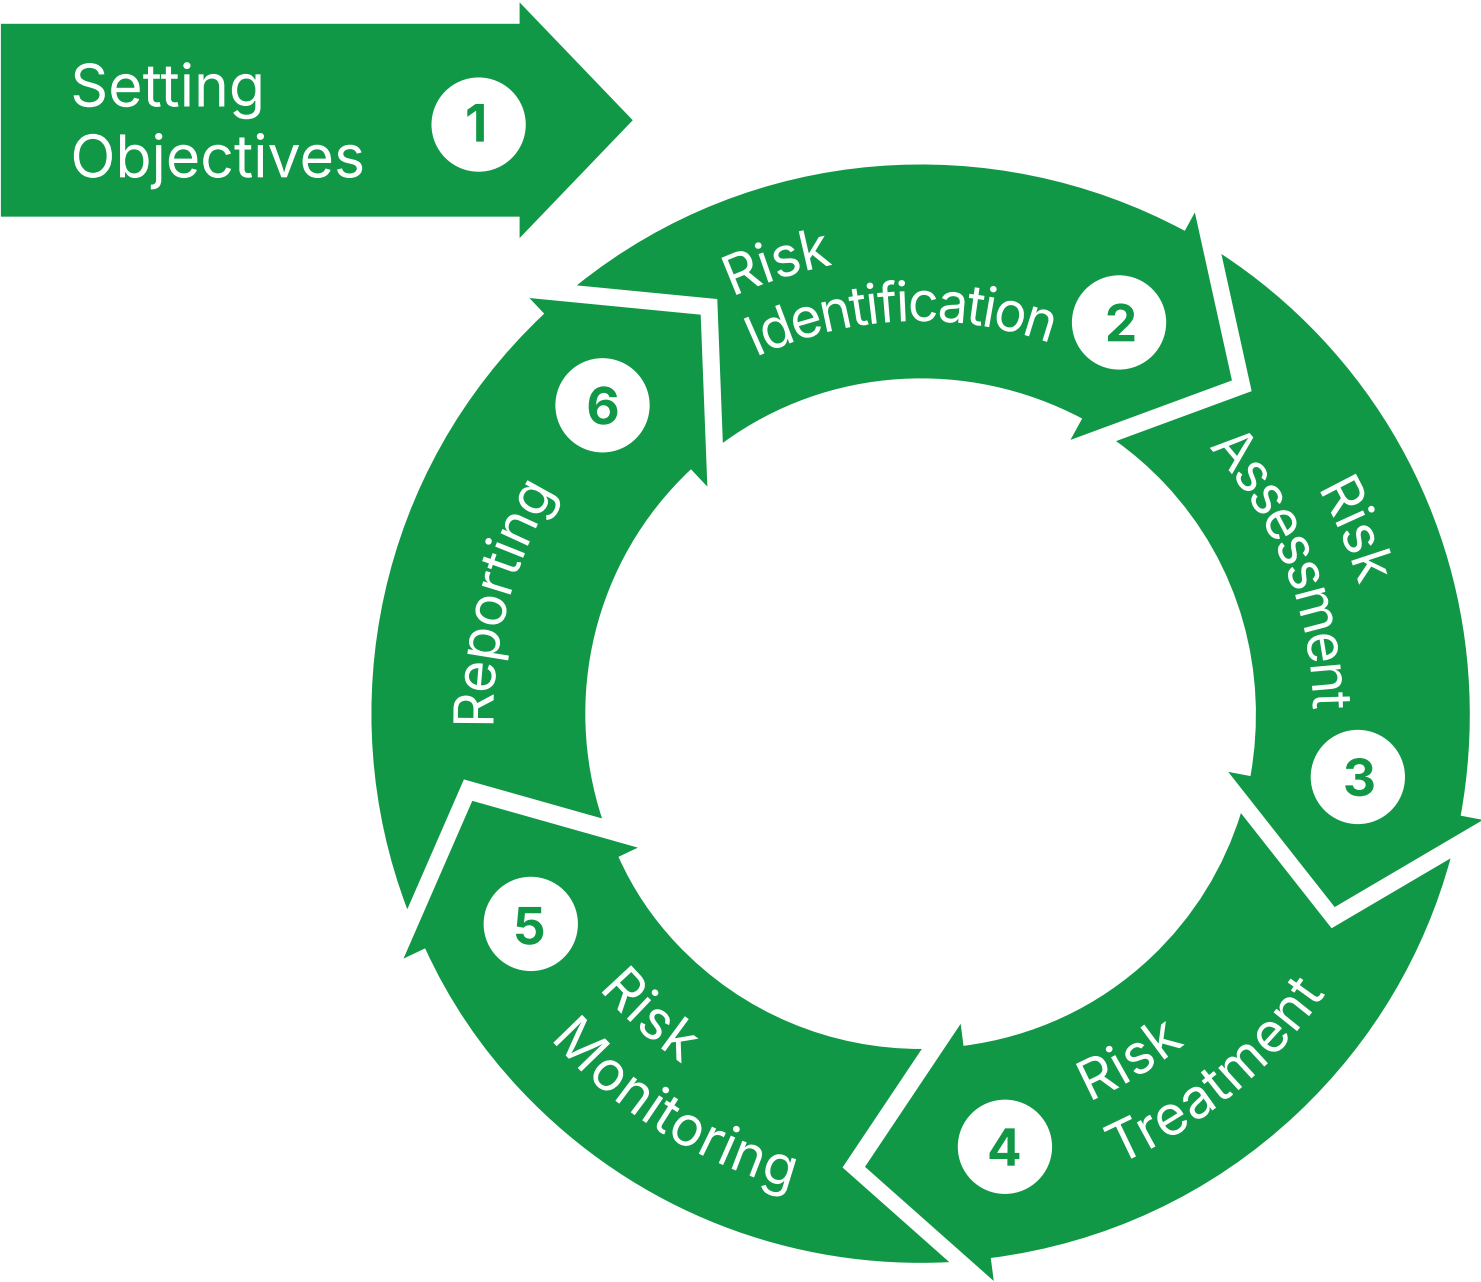 Setting
Objectives
1
Risk
Identification
2
Risk
Assessment
3
Risk
Treatment
4
Risk
Monitoring
5
Reporting
6